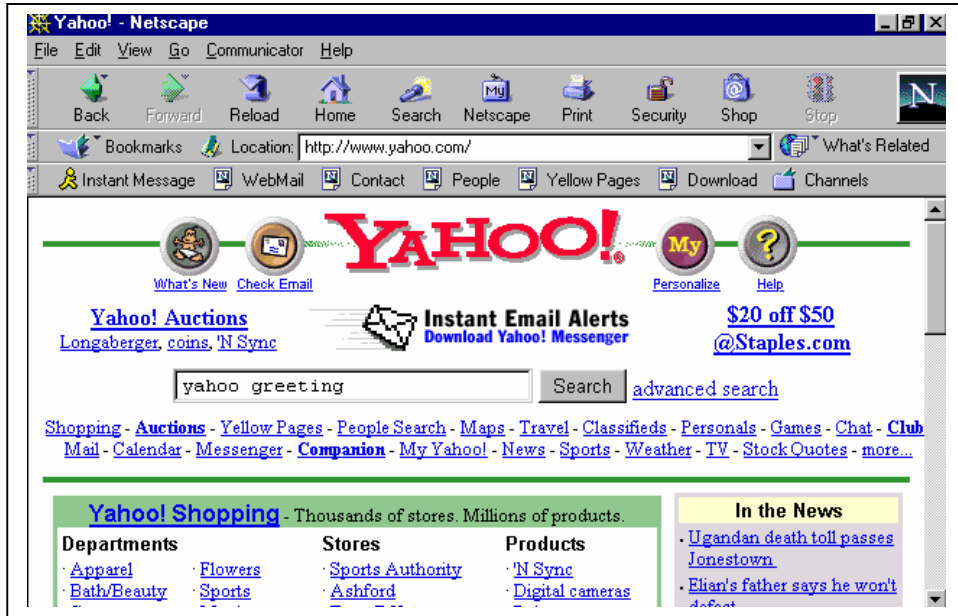 Yahoo! - Netscape
File Edit View Go Communicator Help
Back Forward Reload Home Search Netscape Print Security Shop Stop
My
N
Bookmarks Location: http://www.yahoo.com/ What's Related
Instant Message WebMail Contact People Yellow Pages Download Channels
YAHOO!
My
?
What's New Check Email Personalize Help
Yahoo! Auctions
Longaberger, coins, 'N Sync
Instant Email Alerts
Download Yahoo! Messenger
$20 off $50
@Staples.com
yahoo greeting Search advanced search
Shopping - Auctions - Yellow Pages - People Search - Maps - Travel - Classifieds - Personals - Games - Chat - Club
Mail - Calendar - Messenger - Companion - My Yahoo! - News - Sports - Weather - TV - Stock Quotes - more...
Yahoo! Shopping - Thousands of stores. Millions of products.
Departments Stores Products
· Apparel · Flowers · Sports Authority · 'N Sync
· Bath/Beauty · Sports · Ashford · Digital cameras
In the News
· Ugandan death toll passes
Jonestown
· Elian's father says he won't